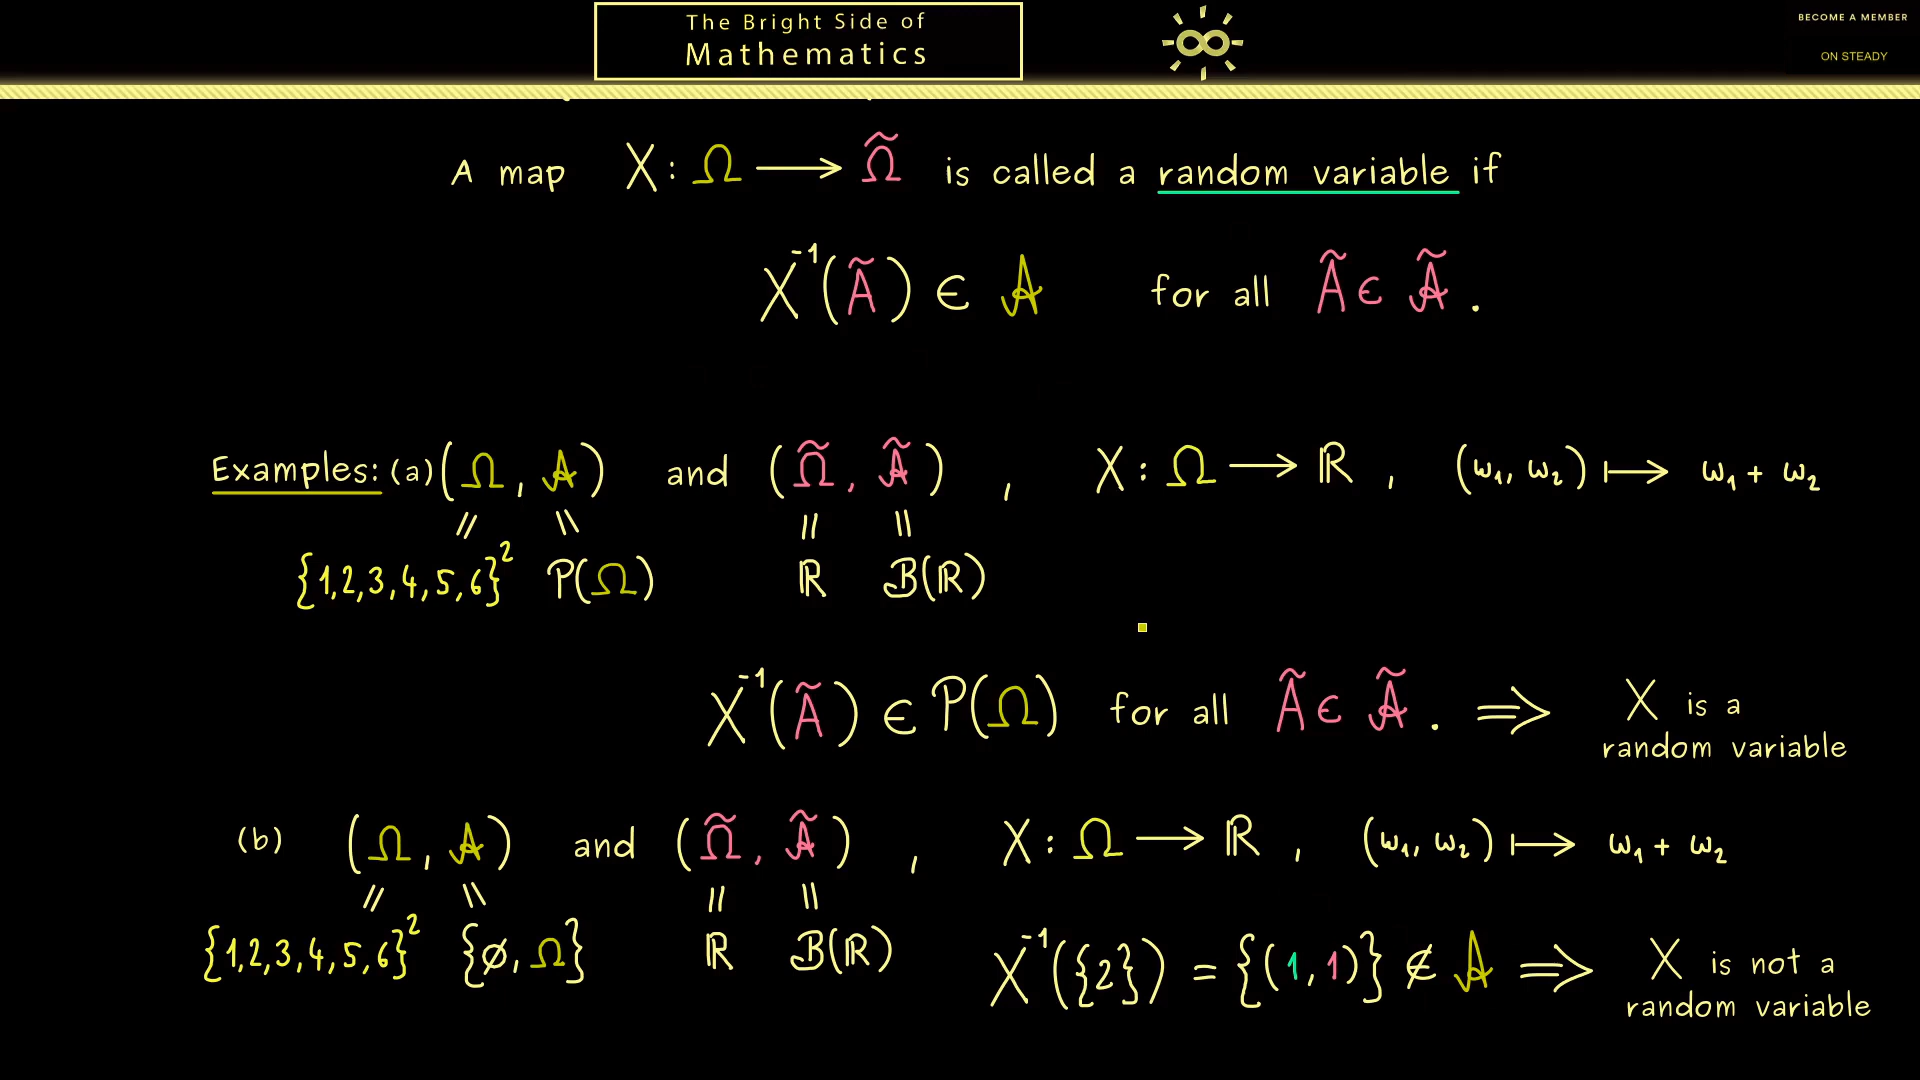 The Bright Side of
Mathematics
BECOME A MEMBER
ON STEADY
A map X : Ω ⟶ Ω̃ is called a random variable if
X⁻¹(Ã) ∈ 𝒜 for all Ã ∈ 𝒜̃ .
Examples: (a) (Ω, 𝒜) and (Ω̃, 𝒜̃) , X : Ω ⟶ ℝ , (ω₁, ω₂) ⟼ ω₁ + ω₂
= = = =
{1,2,3,4,5,6}² P(Ω) ℝ ℬ(ℝ)
X⁻¹(Ã) ∈ P(Ω) for all Ã ∈ 𝒜̃ . ⟹ X is a
random variable
(b) (Ω, 𝒜) and (Ω̃, 𝒜̃) , X : Ω ⟶ ℝ , (ω₁, ω₂) ⟼ ω₁ + ω₂
= = = =
{1,2,3,4,5,6}² {∅, Ω} ℝ ℬ(ℝ) X⁻¹({2}) = {(1,1)} ∉ 𝒜 ⟹ X is not a
random variable